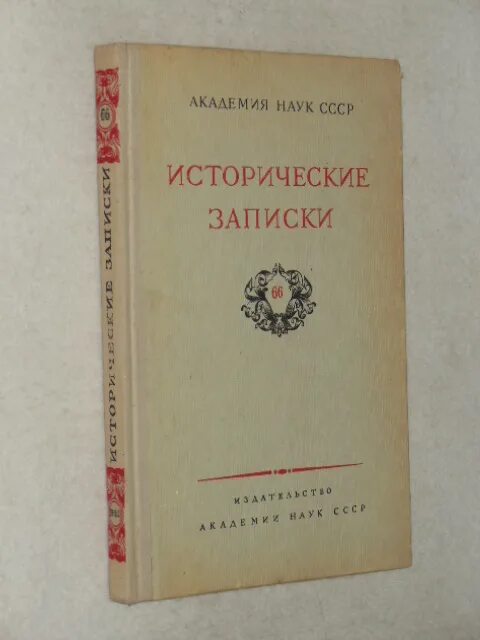 АКАДЕМИЯ НАУК СССР
ИСТОРИЧЕСКИЕ
ЗАПИСКИ
66
ИЗДАТЕЛЬСТВО
АКАДЕМИИ НАУК СССР
66
ИСТОРИЧЕСКИЕ ЗАПИСКИ